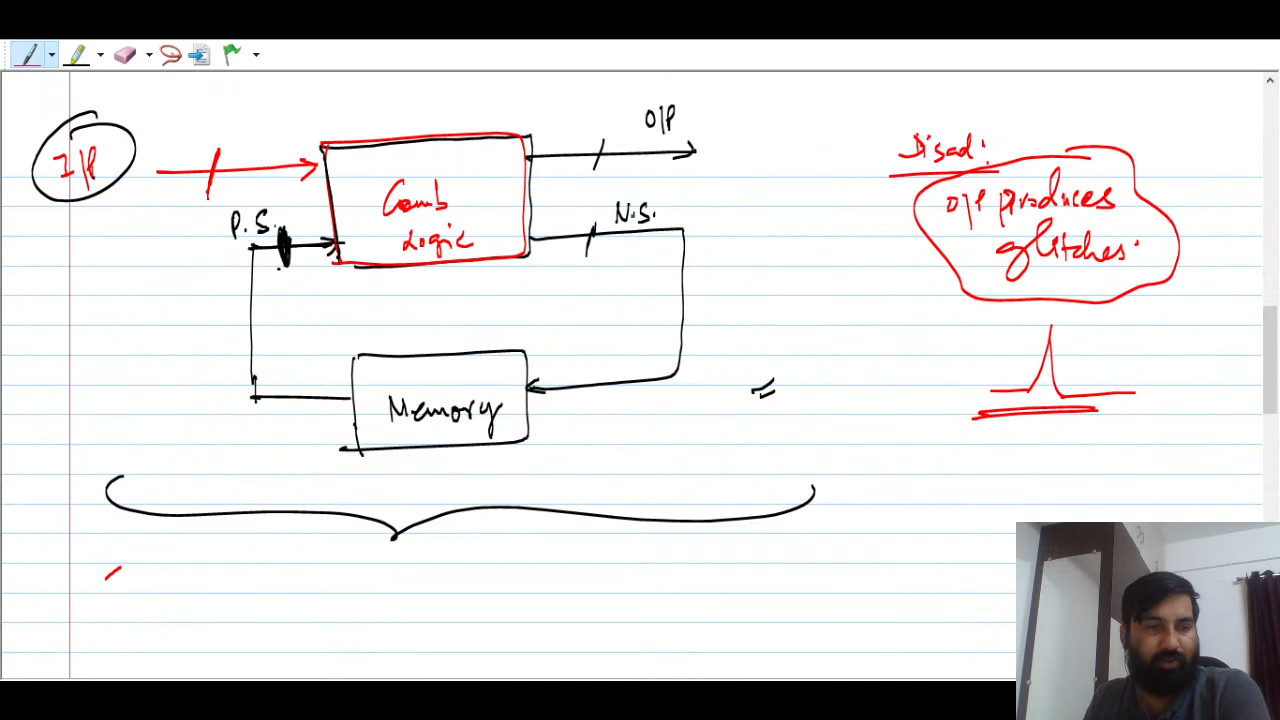 I/P
O/P
P.S.
N.S.
Comb
Logic
Memory
Disad:
O/P produces
glitches.